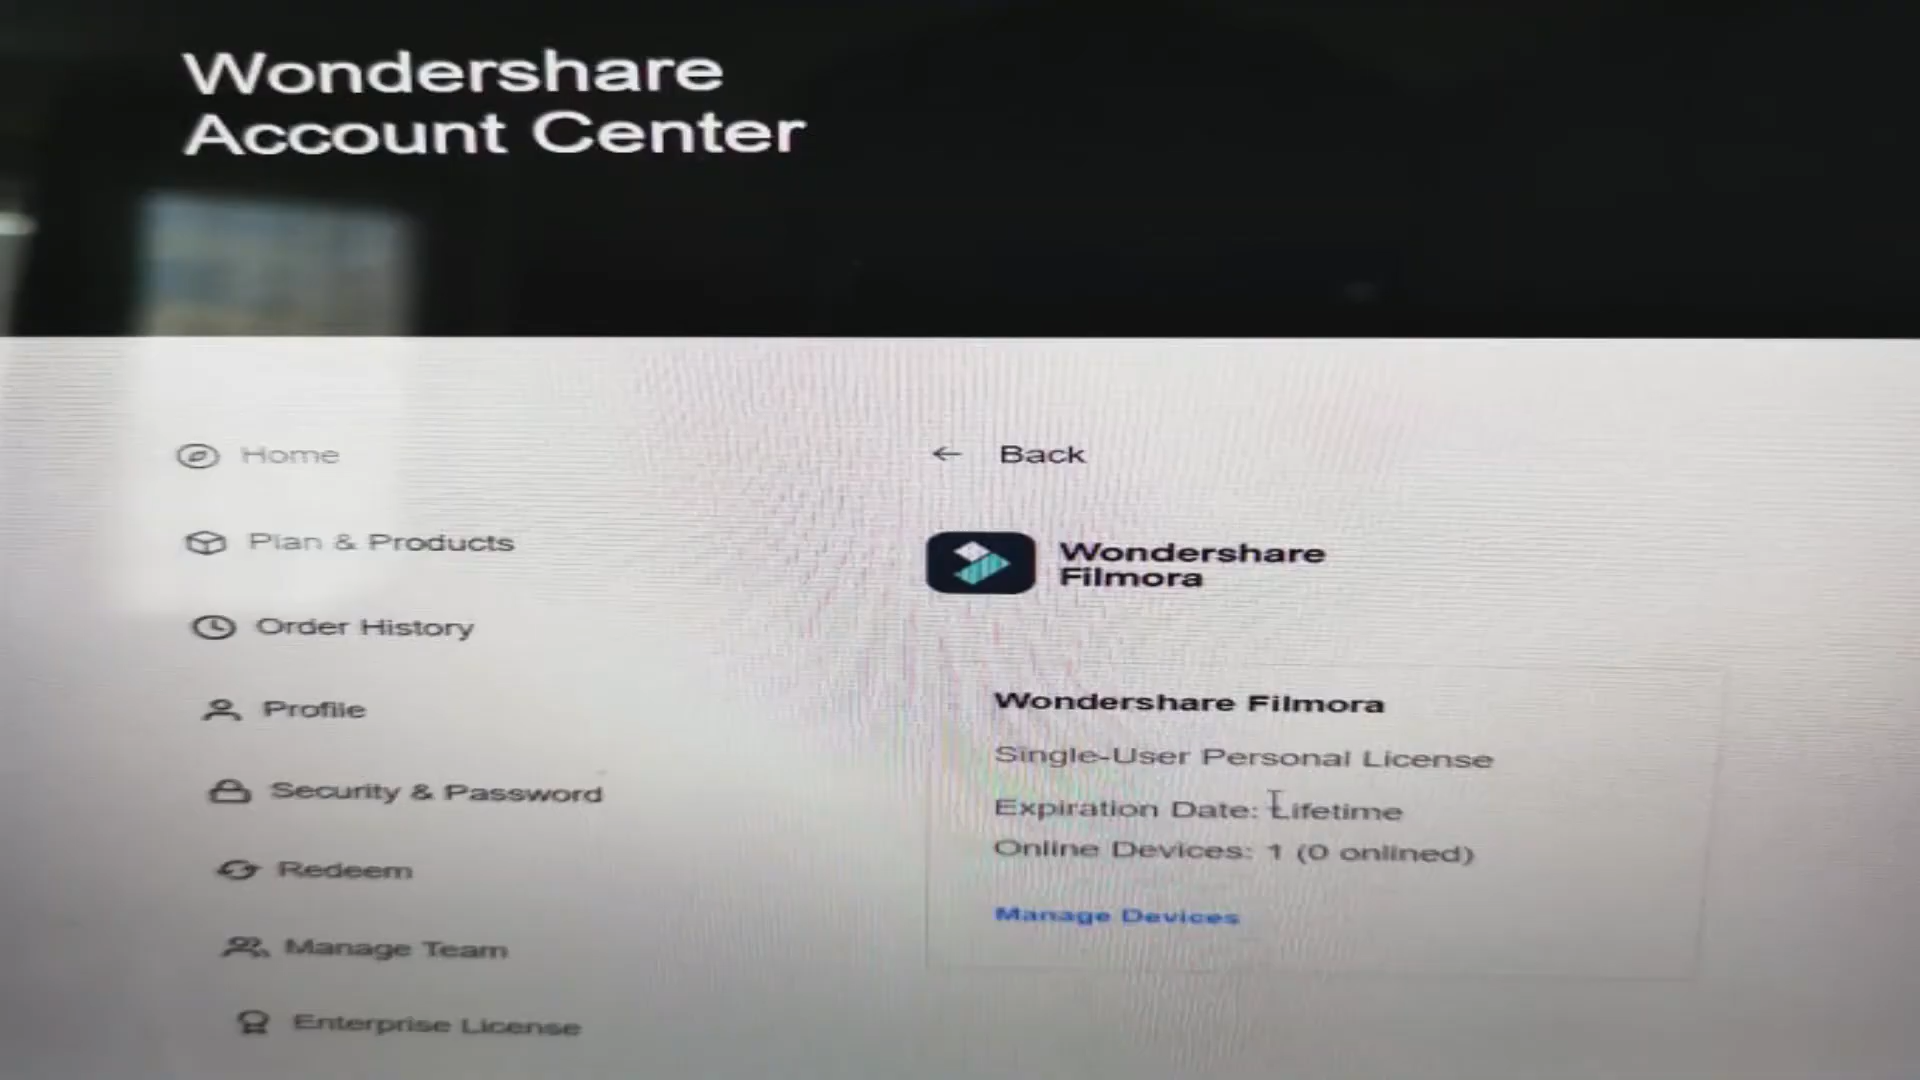 Wondershare
Account Center
Home
Plan & Products
Order History
Profile
Security & Password
Redeem
Manage Team
Enterprise License
Back
Wondershare
Filmora
Wondershare Filmora
Single-User Personal License
Expiration Date: Lifetime
Online Devices: 1 (0 onlined)
Manage Devices